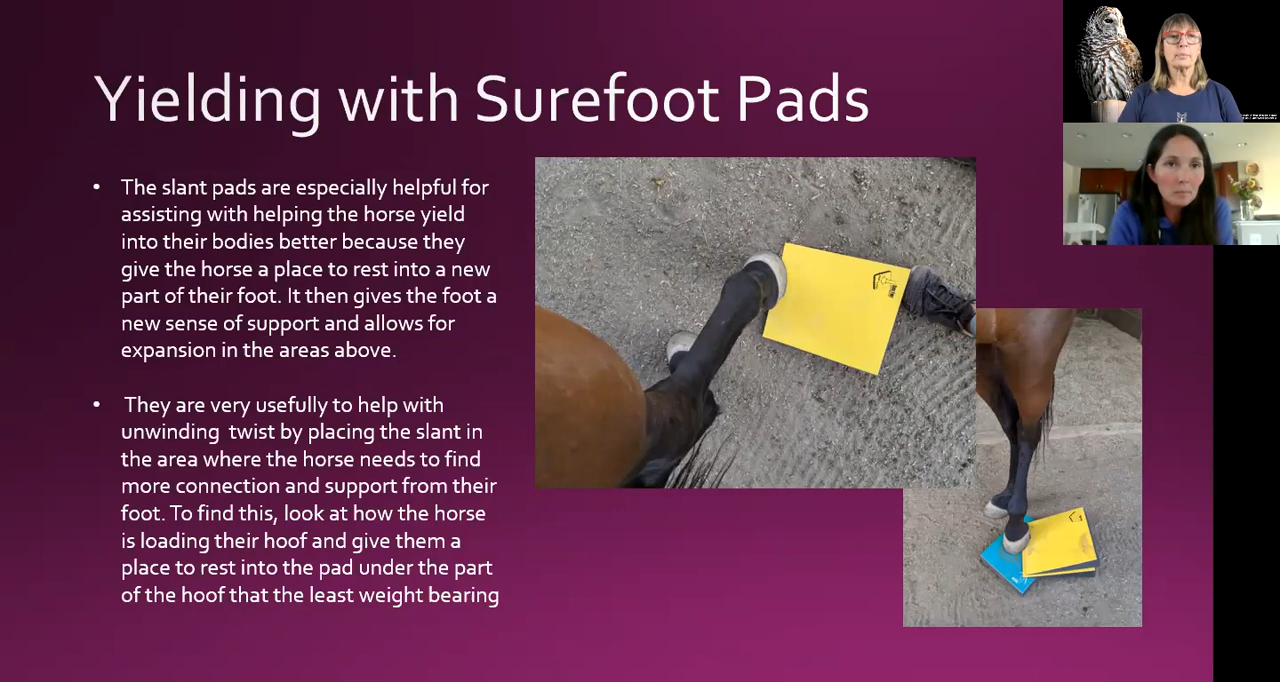 Yielding with Surefoot Pads
• The slant pads are especially helpful for
assisting with helping the horse yield
into their bodies better because they
give the horse a place to rest into a new
part of their foot. It then gives the foot a
new sense of support and allows for
expansion in the areas above.
• They are very usefully to help with
unwinding twist by placing the slant in
the area where the horse needs to find
more connection and support from their
foot. To find this, look at how the horse
is loading their hoof and give them a
place to rest into the pad under the part
of the hoof that the least weight bearing